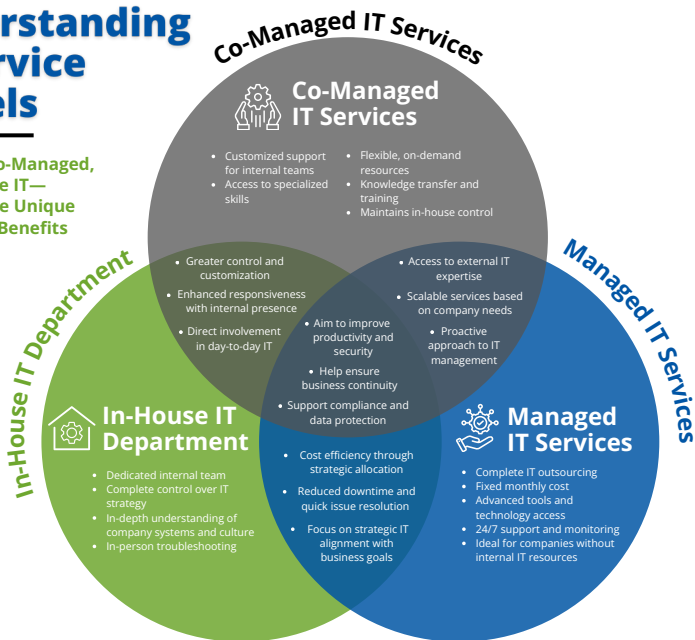 rstanding
rvice
els
o-Managed,
e IT—
e Unique
Benefits
Co-Managed IT Services
Co-Managed
IT Services
• Customized support
for internal teams
• Access to specialized
skills
• Flexible, on-demand
resources
• Knowledge transfer and
training
• Maintains in-house control
In-House IT Department
Managed IT Services
• Greater control and
customization
• Enhanced responsiveness
with internal presence
• Direct involvement
in day-to-day IT
• Access to external IT
expertise
• Scalable services based
on company needs
• Proactive
approach to IT
management
• Aim to improve
productivity and
security
• Help ensure
business continuity
• Support compliance and
data protection
In-House IT
Department
• Dedicated internal team
• Complete control over IT
strategy
• In-depth understanding of
company systems and culture
• In-person troubleshooting
• Cost efficiency through
strategic allocation
• Reduced downtime and
quick issue resolution
• Focus on strategic IT
alignment with
business goals
Managed
IT Services
• Complete IT outsourcing
• Fixed monthly cost
• Advanced tools and
technology access
• 24/7 support and monitoring
• Ideal for companies without
internal IT resources